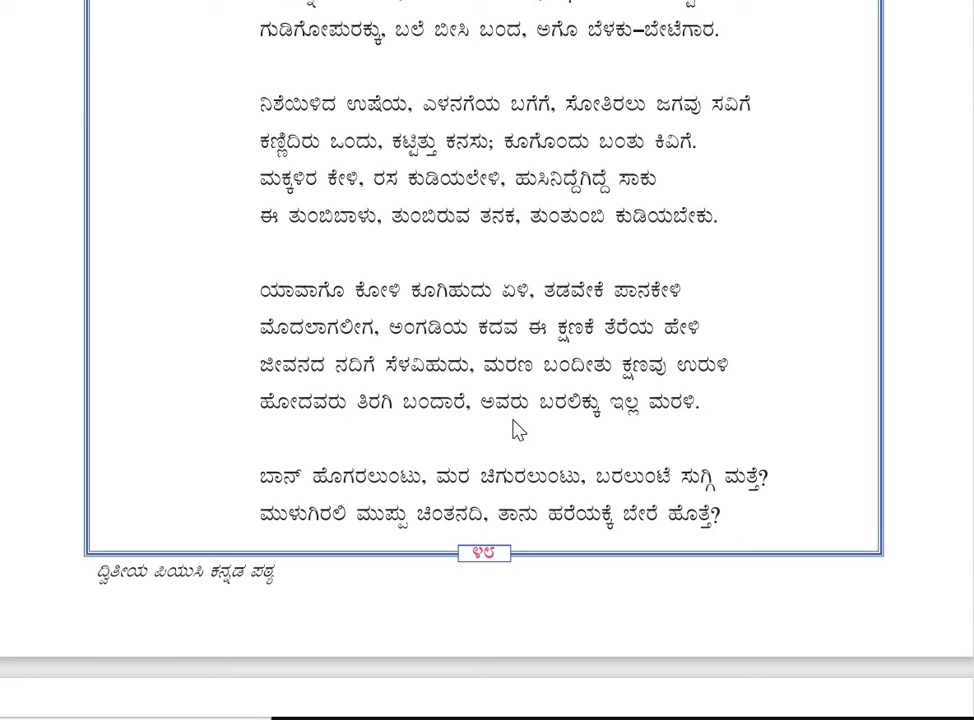 ಗುಡಿಗೋಪುರಕ್ಕು, ಬಲೆ ಬೀಸಿ ಬಂದ, ಅಗೊ ಬೆಳಕು–ಬೇಟೆಗಾರ.
ನಿಶೆಯಿಳಿದ ಉಷೆಯ, ಎಳನಗೆಯ ಬಗೆಗೆ, ಸೋತಿರಲು ಜಗವು ಸವಿಗೆ
ಕಣ್ಣಿದಿರು ಒಂದು, ಕಟ್ಟಿತ್ತು ಕನಸು; ಕೂಗೊಂದು ಬಂತು ಕಿವಿಗೆ.
ಮಕ್ಕಳಿರ ಕೇಳಿ, ರಸ ಕುಡಿಯಲೇಳಿ, ಹುಸಿನಿದ್ದೆಗಿದ್ದೆ ಸಾಕು
ಈ ತುಂಬಿಬಾಳು, ತುಂಬಿರುವ ತನಕ, ತುಂತುಂಬಿ ಕುಡಿಯಬೇಕು.
ಯಾವಾಗೊ ಕೋಳಿ ಕೂಗಿಹುದು ಏಳಿ, ತಡವೇಕೆ ಪಾನಕೇಳಿ
ಮೊದಲಾಗಲೀಗ, ಅಂಗಡಿಯ ಕದವ ಈ ಕ್ಷಣಕೆ ತೆರೆಯ ಹೇಳಿ
ಜೀವನದ ನದಿಗೆ ಸೆಳವಿಹುದು, ಮರಣ ಬಂದೀತು ಕ್ಷಣವು ಉರುಳಿ
ಹೋದವರು ತಿರಗಿ ಬಂದಾರೆ, ಅವರು ಬರಲಿಕ್ಕು ಇಲ್ಲ ಮರಳಿ.
ಬಾನ್ ಹೊಗರಲುಂಟು, ಮರ ಚಿಗುರಲುಂಟು, ಬರಲುಂಟೆ ಸುಗ್ಗಿ ಮತ್ತೆ?
ಮುಳುಗಿರಲಿ ಮುಪ್ಪು ಚಿಂತನದಿ, ತಾನು ಹರೆಯಕ್ಕೆ ಬೇರೆ ಹೊತ್ತೆ?
೪೮
ದ್ವಿತೀಯ ಪಿಯುಸಿ ಕನ್ನಡ ಪಠ್ಯ